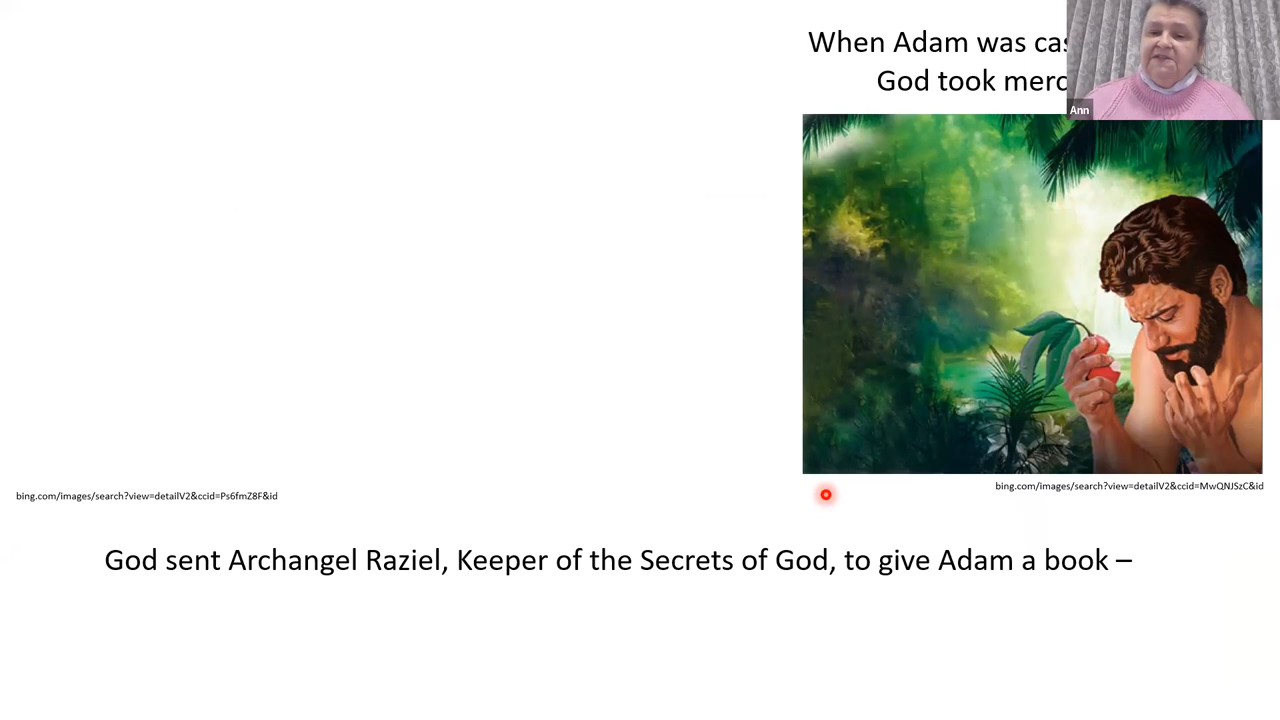 When Adam was
God took
Ann
bing.com/images/search?view=detailV2&ccid=MwQNJSzC&id
bing.com/images/search?view=detailV2&ccid=Ps6fmZ8F&id
God sent Archangel Raziel, Keeper of the Secrets of God, to give Adam a book –